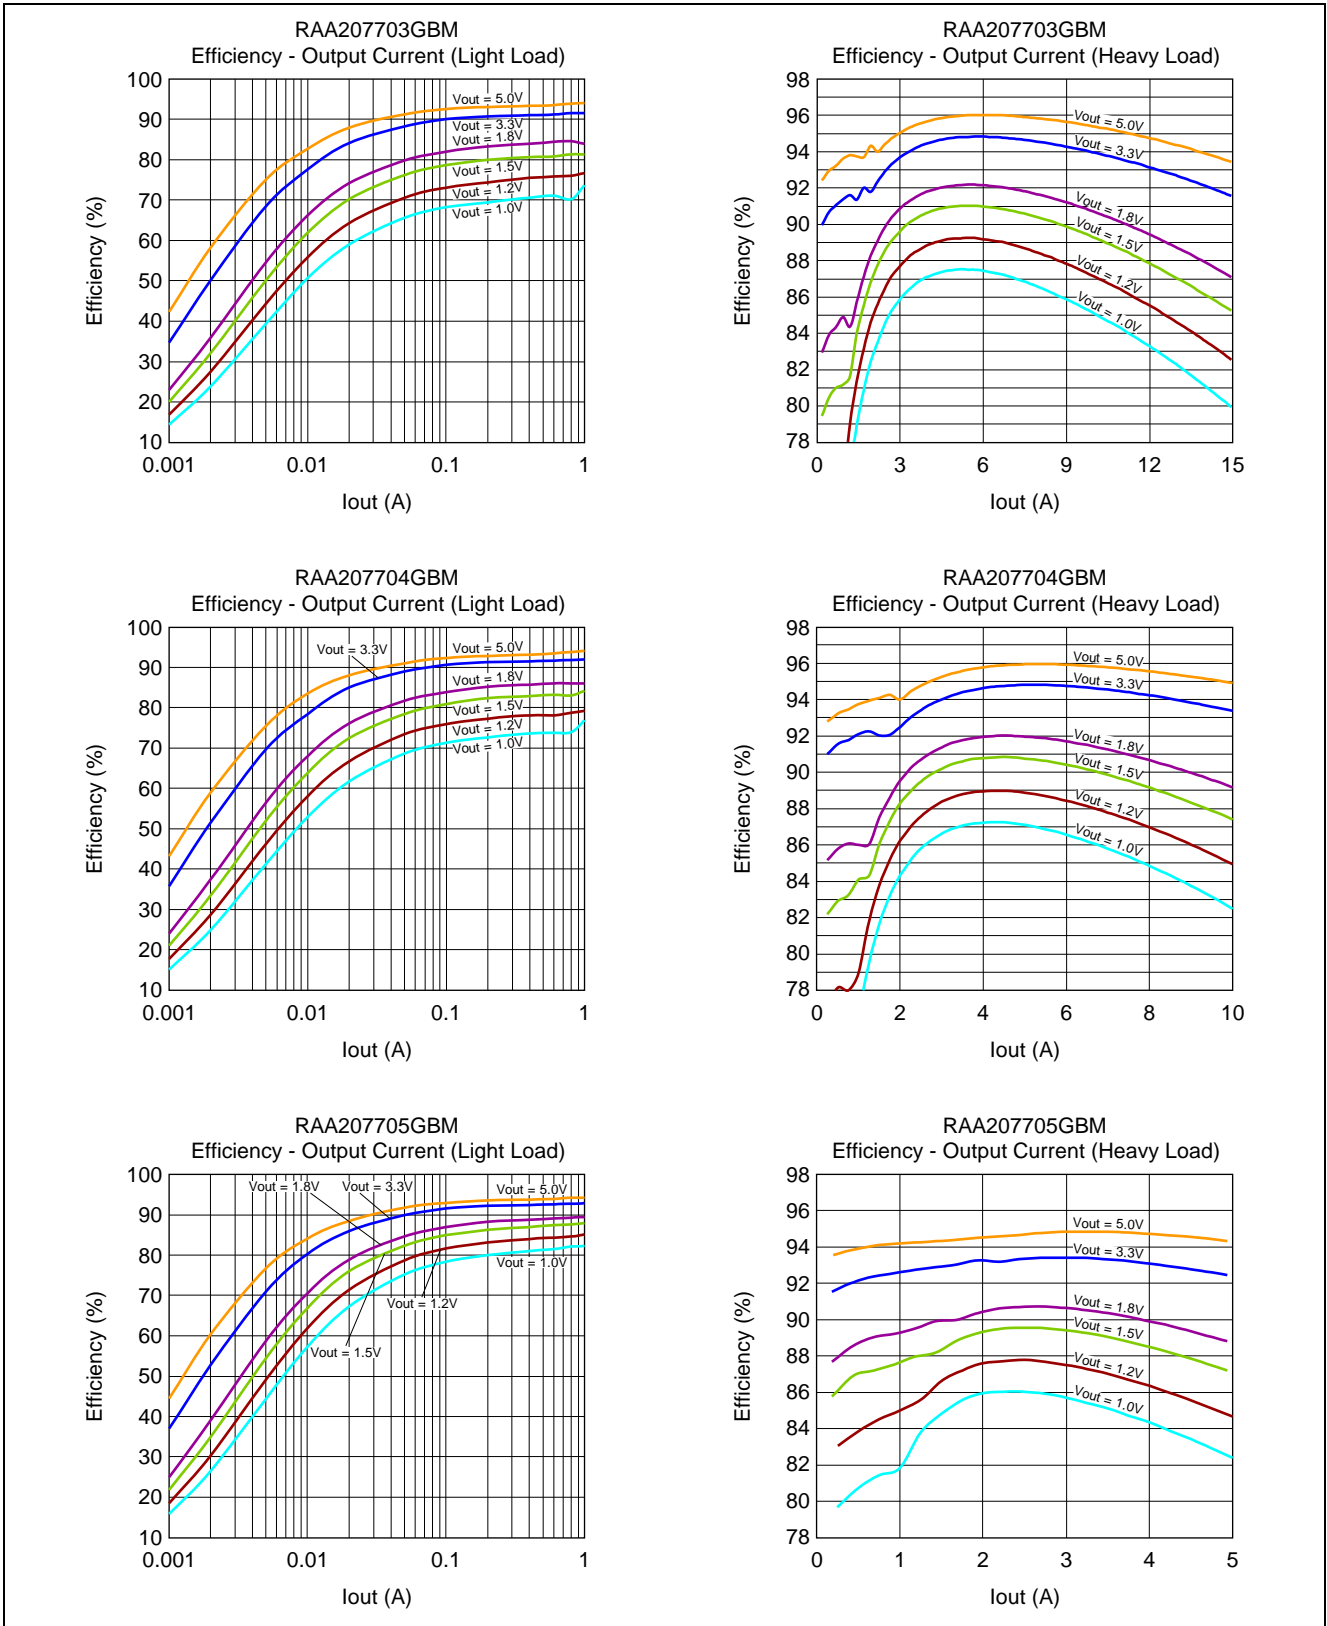 RAA207703GBM
Efficiency - Output Current (Light Load)
100
90
80
70
60
50
40
30
20
10
Efficiency (%)
Vout = 5.0V
Vout = 3.3V
Vout = 1.8V
Vout = 1.5V
Vout = 1.2V
Vout = 1.0V
0.001
0.01
0.1
1
Iout (A)
RAA207703GBM
Efficiency - Output Current (Heavy Load)
98
96
94
92
90
88
86
84
82
80
78
Efficiency (%)
Vout = 5.0V
Vout = 3.3V
Vout = 1.8V
Vout = 1.5V
Vout = 1.2V
Vout = 1.0V
0
3
6
9
12
15
Iout (A)
RAA207704GBM
Efficiency - Output Current (Light Load)
100
90
80
70
60
50
40
30
20
10
Efficiency (%)
Vout = 3.3V
Vout = 5.0V
Vout = 1.8V
Vout = 1.5V
Vout = 1.2V
Vout = 1.0V
0.001
0.01
0.1
1
Iout (A)
RAA207704GBM
Efficiency - Output Current (Heavy Load)
98
96
94
92
90
88
86
84
82
80
78
Efficiency (%)
Vout = 5.0V
Vout = 3.3V
Vout = 1.8V
Vout = 1.5V
Vout = 1.2V
Vout = 1.0V
0
2
4
6
8
10
Iout (A)
RAA207705GBM
Efficiency - Output Current (Light Load)
100
90
80
70
60
50
40
30
20
10
Efficiency (%)
Vout = 1.8V
Vout = 3.3V
Vout = 5.0V
Vout = 1.0V
Vout = 1.2V
Vout = 1.5V
0.001
0.01
0.1
1
Iout (A)
RAA207705GBM
Efficiency - Output Current (Heavy Load)
98
96
94
92
90
88
86
84
82
80
78
Efficiency (%)
Vout = 5.0V
Vout = 3.3V
Vout = 1.8V
Vout = 1.5V
Vout = 1.2V
Vout = 1.0V
0
1
2
3
4
5
Iout (A)